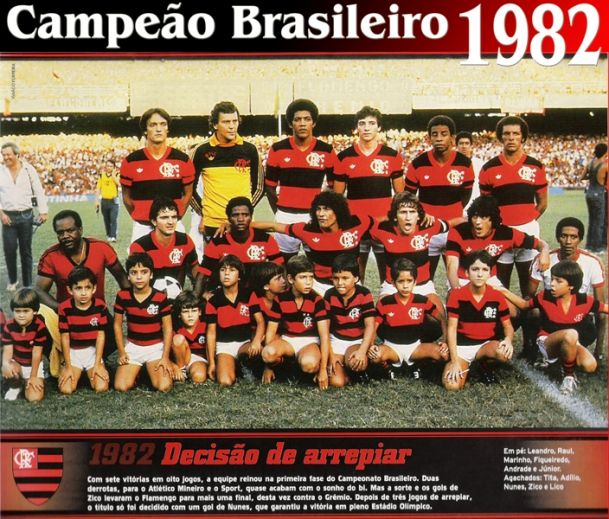 Campeão Brasileiro 1982
1982 Decisão de arrepiar
Com sete vitórias em oito jogos, a equipe reinou na primeira fase do Campeonato Brasileiro. Duas
derrotas, para o Atlético Mineiro e o Sport, quase acabam com o sonho do bi. Mas a sorte e os gols de
Zico levaram o Flamengo para mais uma final, desta vez contra o Grêmio. Depois de três jogos de arrepiar,
o título só foi decidido com um gol de Nunes, que garantiu a vitória em pleno Estádio Olímpico.
Em pé: Leandro, Raul,
Marinho, Figueiredo,
Andrade e Júnior.
Agachados: Tita, Adílio,
Nunes, Zico e Lico